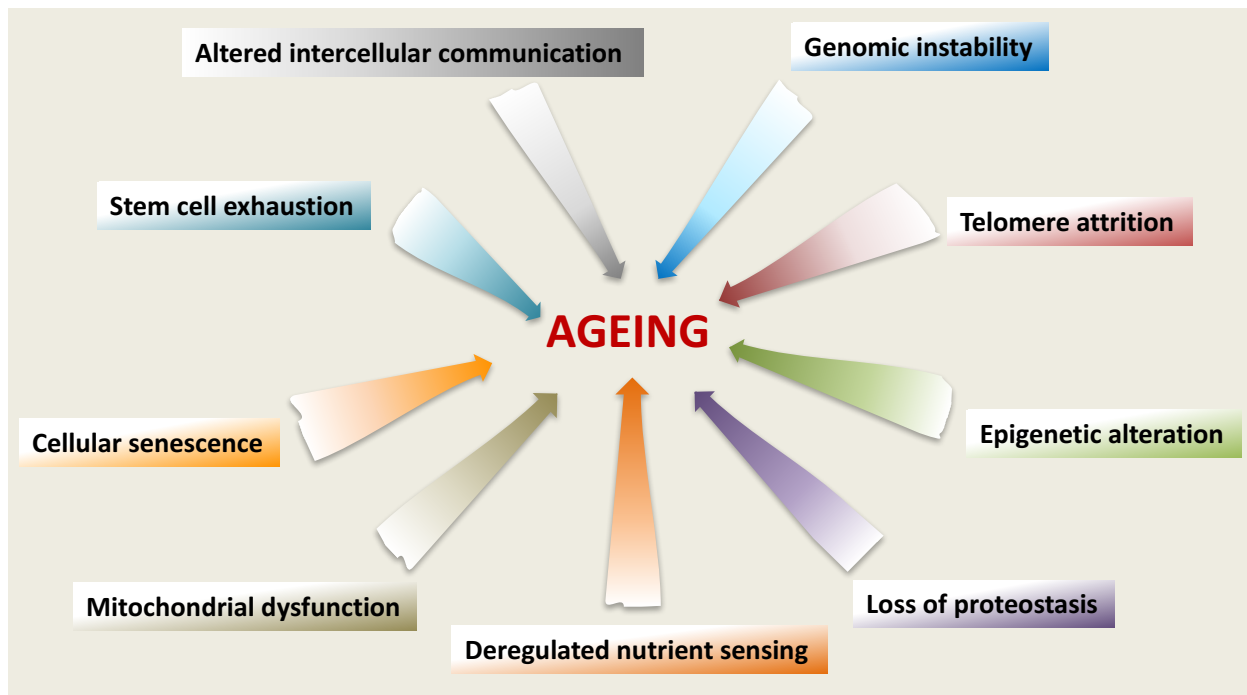 Altered intercellular communication
Genomic instability
Stem cell exhaustion
Telomere attrition
AGEING
Cellular senescence
Epigenetic alteration
Mitochondrial dysfunction
Loss of proteostasis
Deregulated nutrient sensing